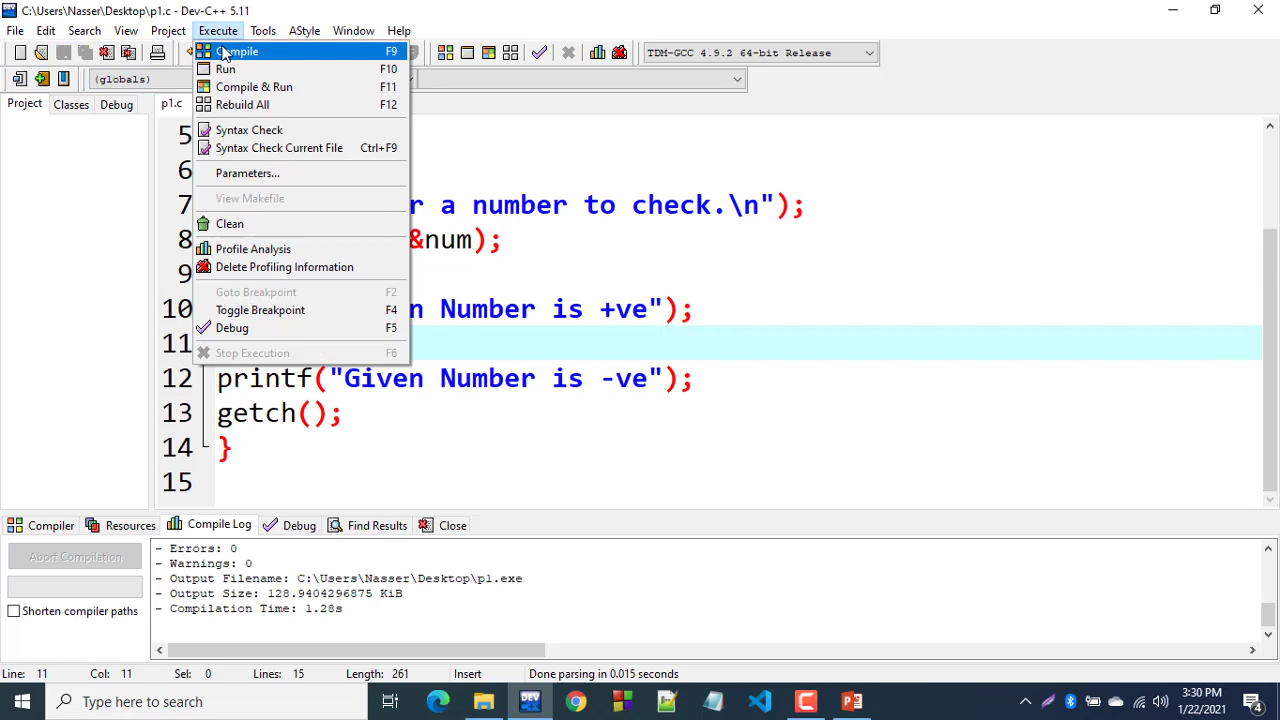 C:\Users\Nasser\Desktop\p1.c - Dev-C++ 5.11
File Edit Search View Project Execute Tools AStyle Window Help
TDM-GCC 4.9.2 64-bit Release
(globals)
Project Classes Debug
p1.c
Compile F9
Run F10
Compile & Run F11
Rebuild All F12
Syntax Check
Syntax Check Current File Ctrl+F9
Parameters...
View Makefile
Clean
Profile Analysis
Delete Profiling Information
Goto Breakpoint F2
Toggle Breakpoint F4
Debug F5
Stop Execution F6
5
6
7 r a number to check.\n");
8 &num);
9
10 n Number is +ve");
11
12 printf("Given Number is -ve");
13 getch();
14 }
15
Compiler Resources Compile Log Debug Find Results Close
Abort Compilation
Shorten compiler paths
- Errors: 0
- Warnings: 0
- Output Filename: C:\Users\Nasser\Desktop\p1.exe
- Output Size: 128.9404296875 KiB
- Compilation Time: 1.28s
Line: 11 Col: 11 Sel: 0 Lines: 15 Length: 261 Insert Done parsing in 0.015 seconds
Type here to search
3:30 PM
1/22/2021
4